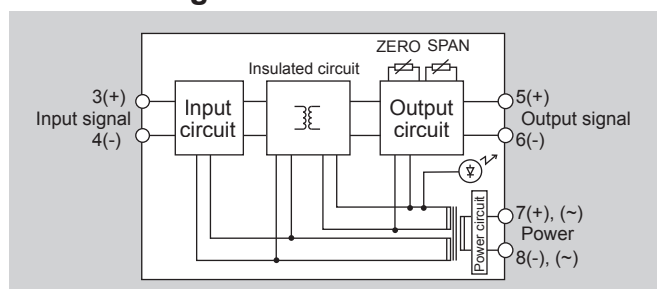 ZERO SPAN
Insulated circuit
3(+)
Input signal
4(-)
Input
circuit
Output
circuit
5(+)
Output signal
6(-)
7(+), (~)
Power
8(-), (~)
Power circuit